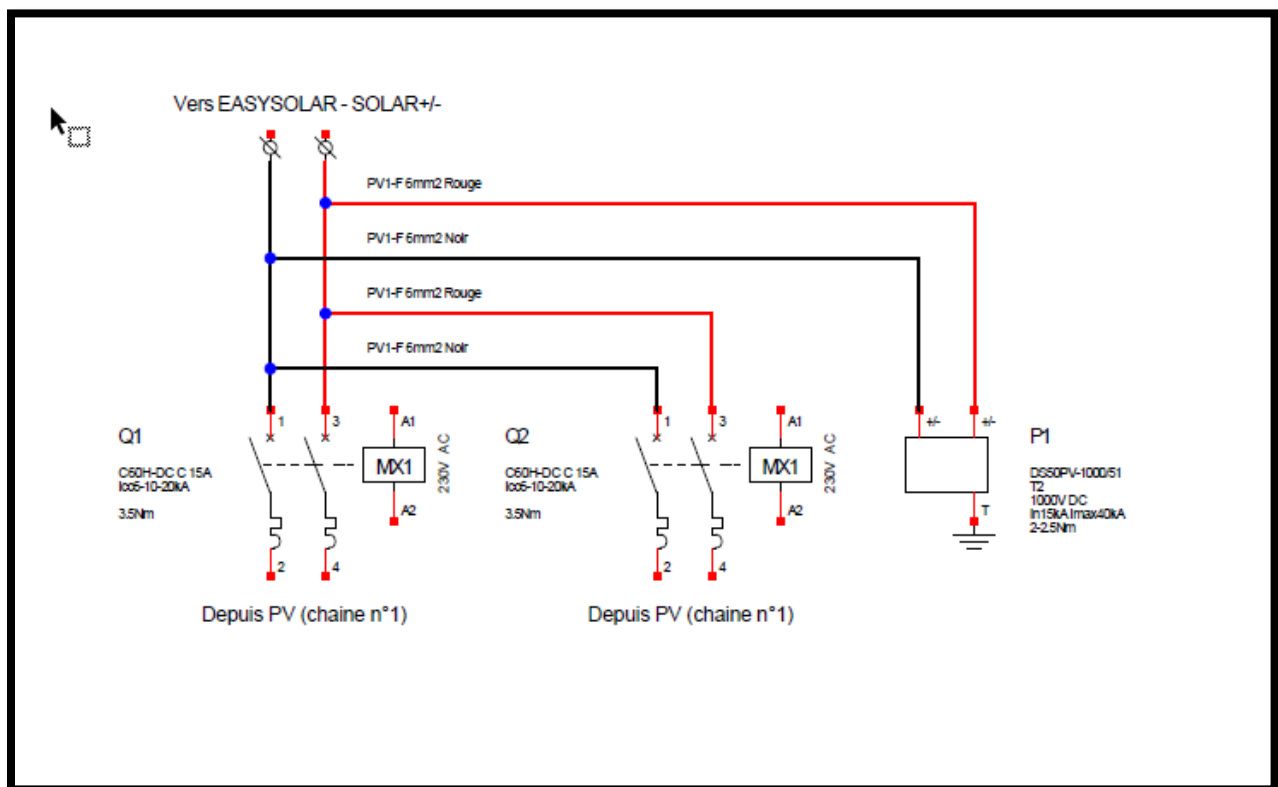 Vers EASYSOLAR - SOLAR+/-
PV1-F 6mm2 Rouge
PV1-F 6mm2 Noir
PV1-F 6mm2 Rouge
PV1-F 6mm2 Noir
Q1
C60H-DC C 15A
Icc6-10-20kA
3.5Nm
1
3
2
4
A1
MX1
A2
230V AC
Q2
C60H-DC C 15A
Icc6-10-20kA
3.5Nm
1
3
2
4
A1
MX1
A2
230V AC
+/-
+/-
T
P1
DS50PV-1000/51
T2
1000V DC
In15kA Imax40kA
2-2.5Nm
Depuis PV (chaine n°1)
Depuis PV (chaine n°1)